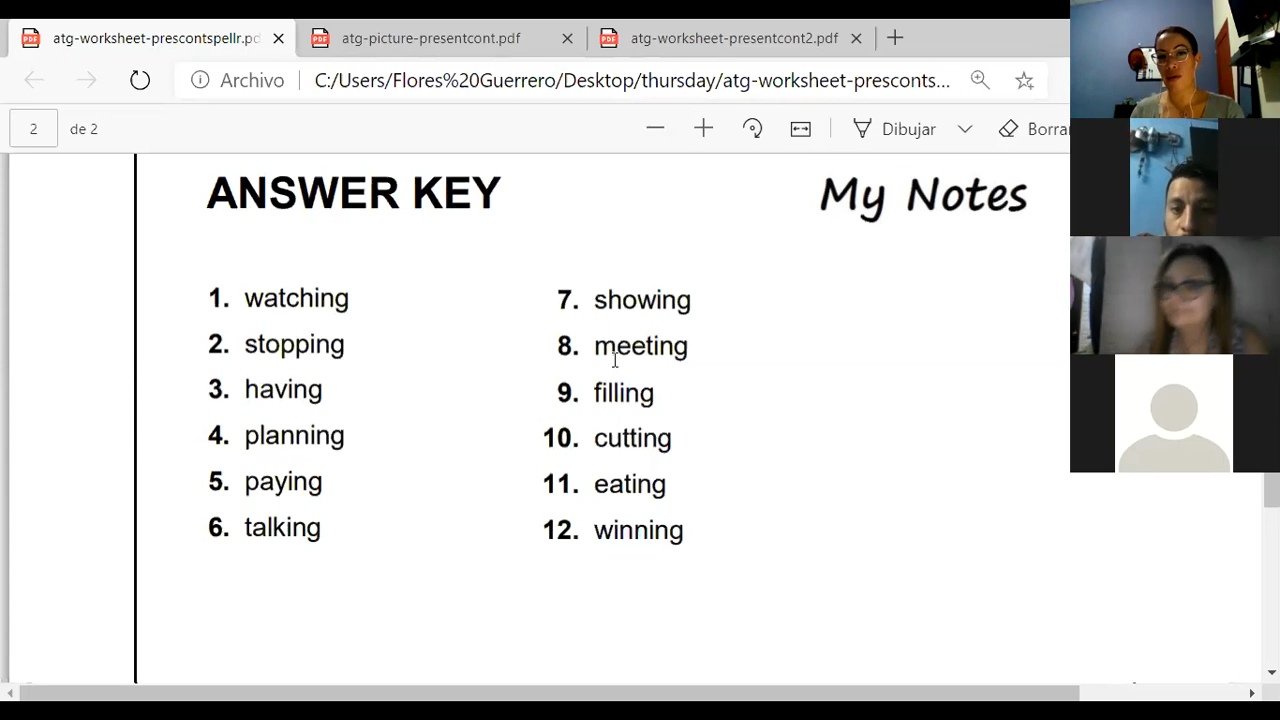 atg-worksheet-prescontspellr.pd
atg-picture-presentcont.pdf
atg-worksheet-presentcont2.pdf
Archivo
C:/Users/Flores%20Guerrero/Desktop/thursday/atg-worksheet-presconts...
2 de 2
Dibujar
Borra
ANSWER KEY
My Notes
1. watching
2. stopping
3. having
4. planning
5. paying
6. talking
7. showing
8. meeting
9. filling
10. cutting
11. eating
12. winning